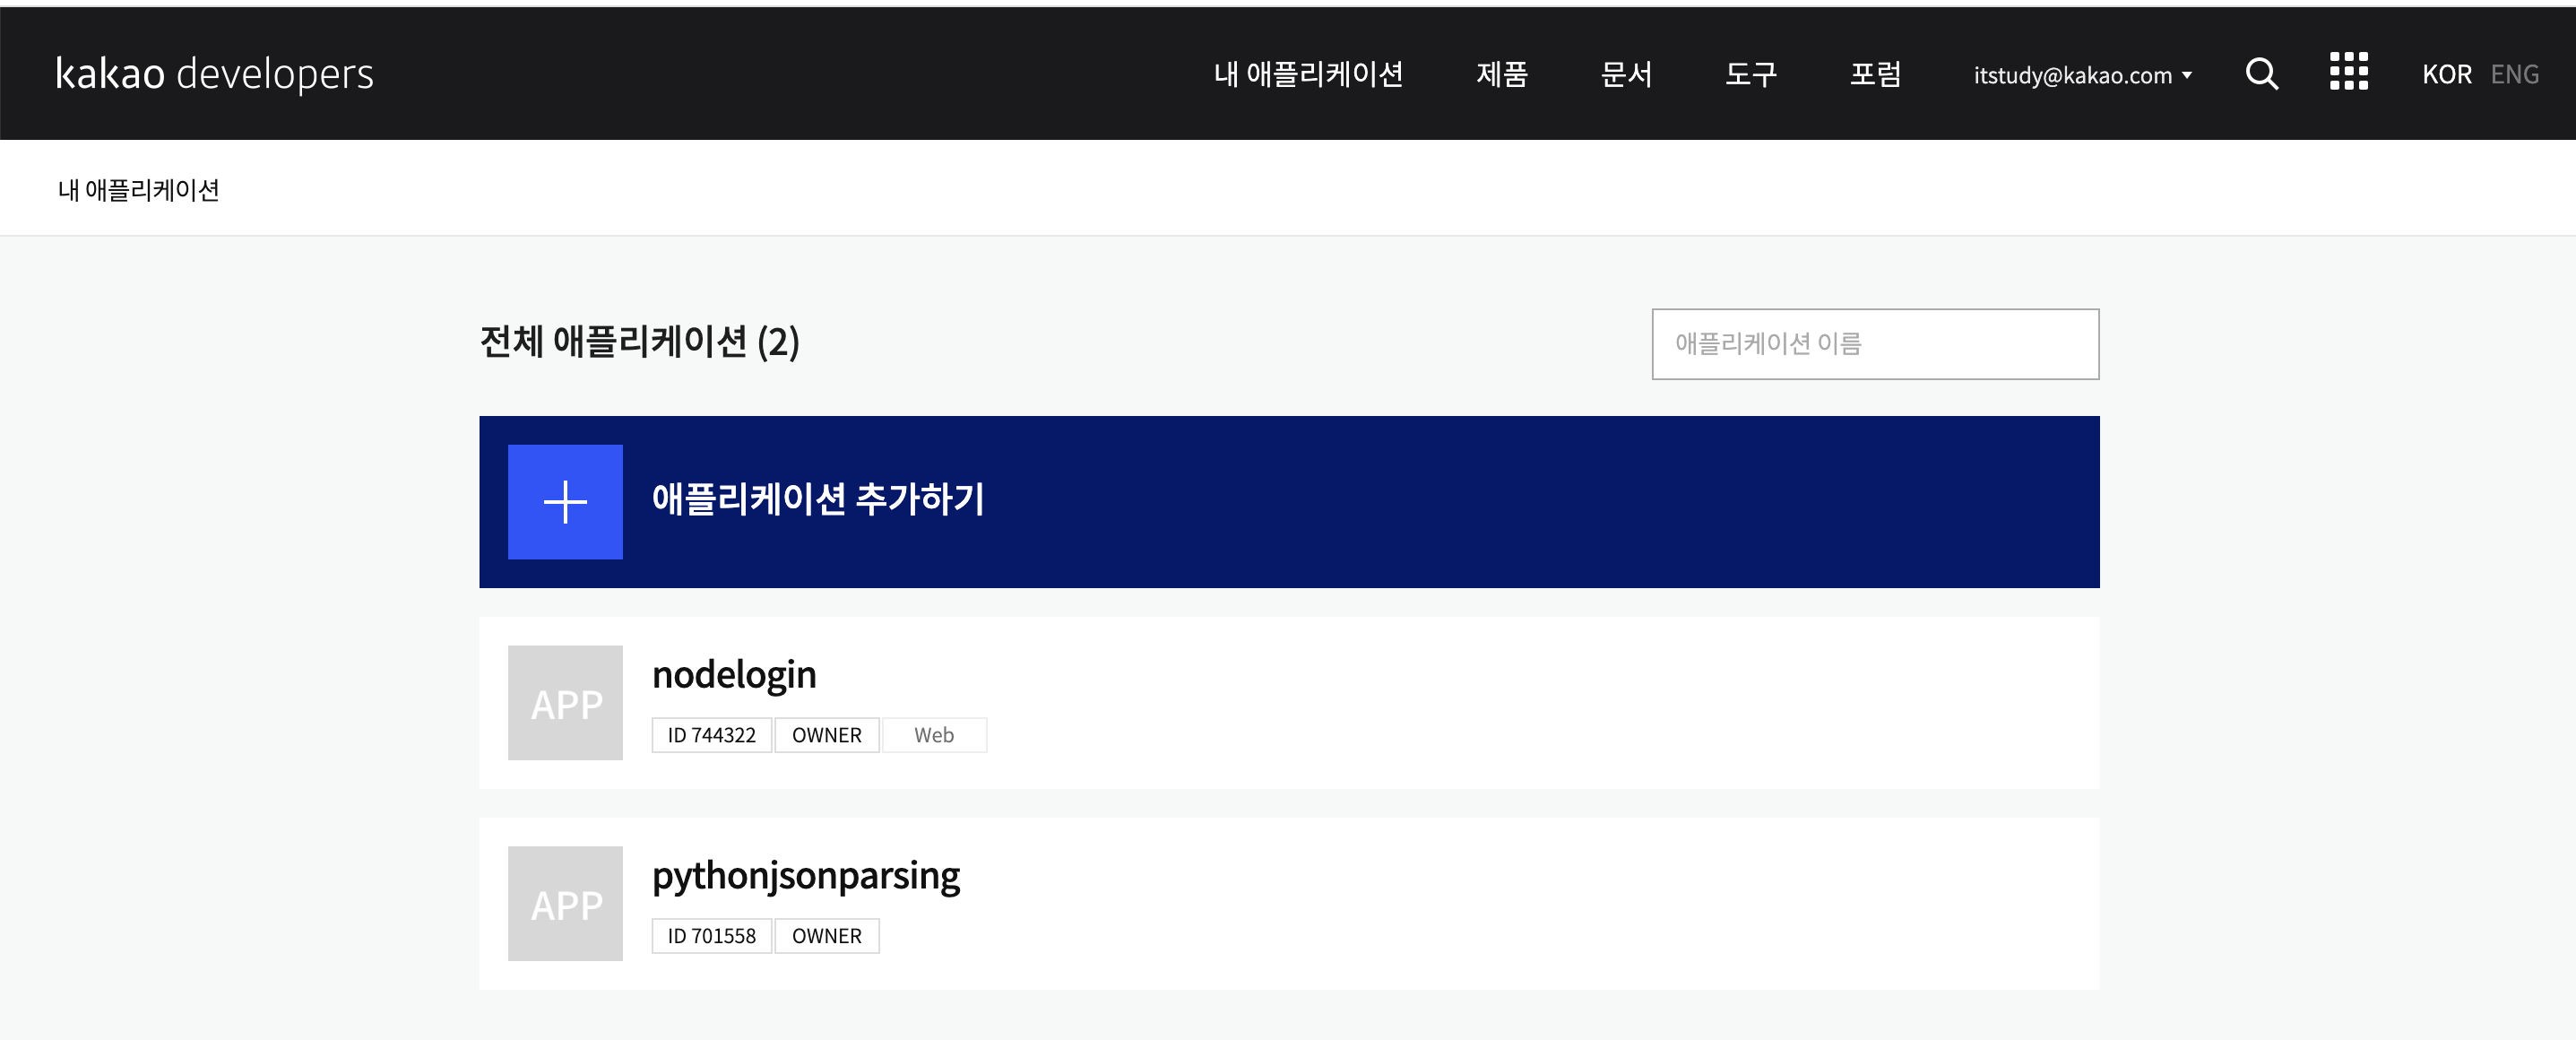 kakao developers 내 애플리케이션 제품 문서 도구 포럼 itstudy@kakao.com KOR ENG
내 애플리케이션
전체 애플리케이션 (2) 애플리케이션 이름
애플리케이션 추가하기
APP nodelogin
ID 744322 OWNER Web
APP pythonjsonparsing
ID 701558 OWNER